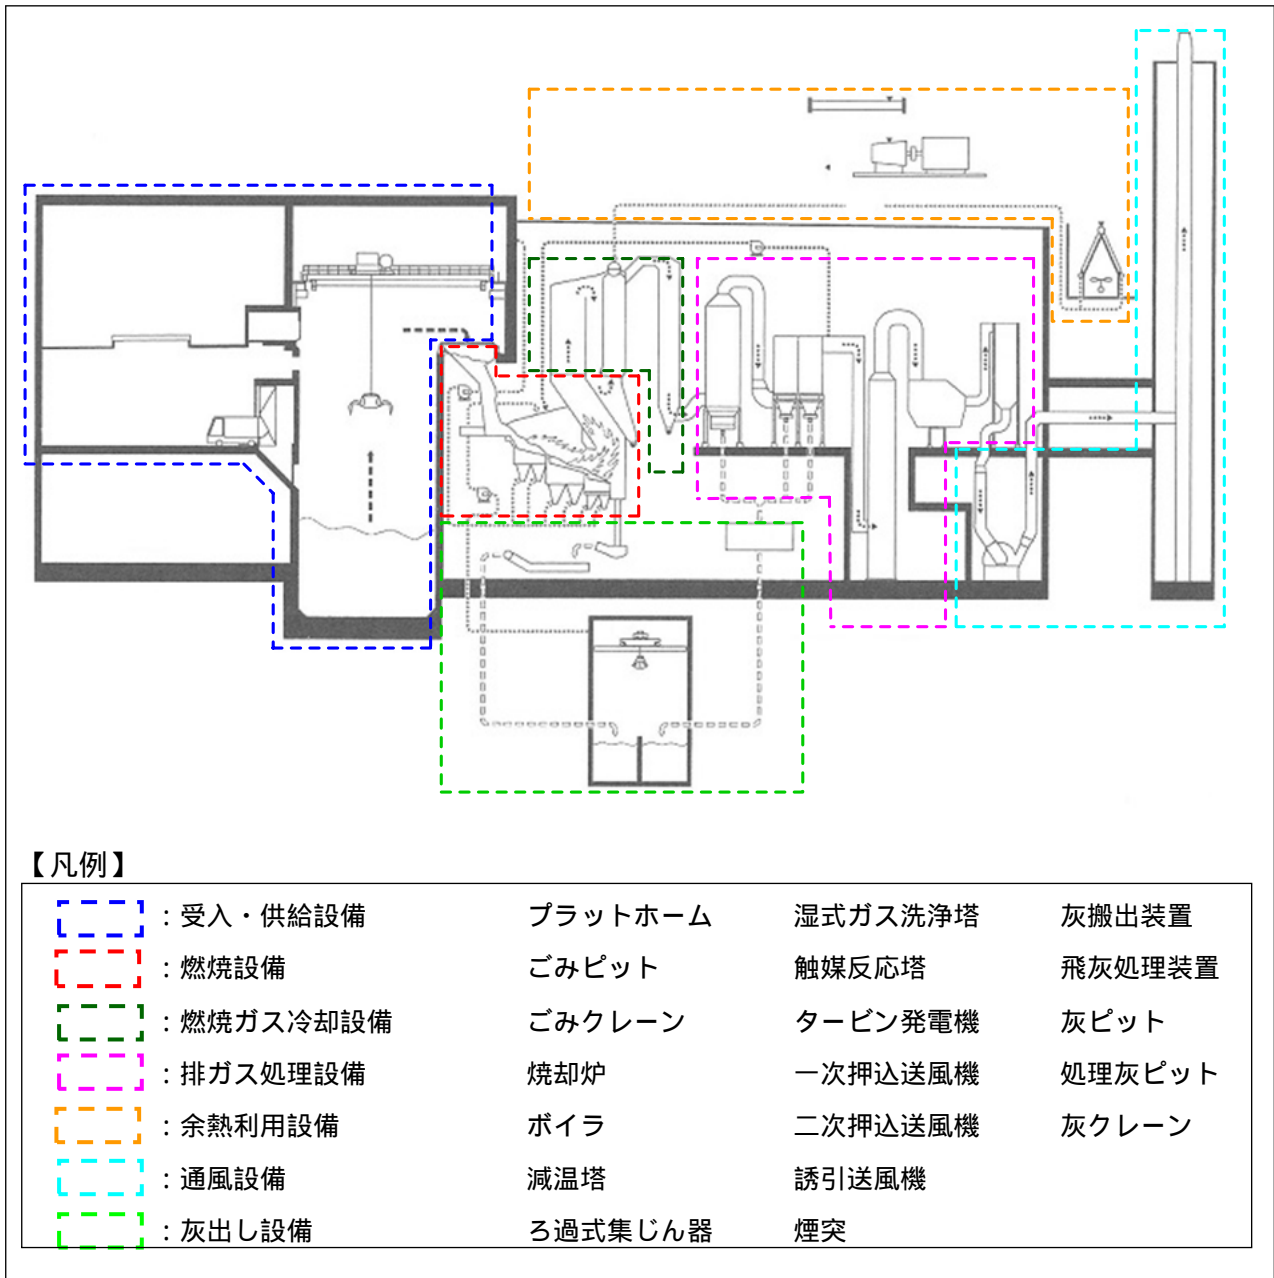 【凡例】
：受入・供給設備 プラットホーム 湿式ガス洗浄塔 灰搬出装置
：燃焼設備 ごみピット 触媒反応塔 飛灰処理装置
：燃焼ガス冷却設備 ごみクレーン タービン発電機 灰ピット
：排ガス処理設備 焼却炉 一次押込送風機 処理灰ピット
：余熱利用設備 ボイラ 二次押込送風機 灰クレーン
：通風設備 減温塔 誘引送風機
：灰出し設備 ろ過式集じん器 煙突